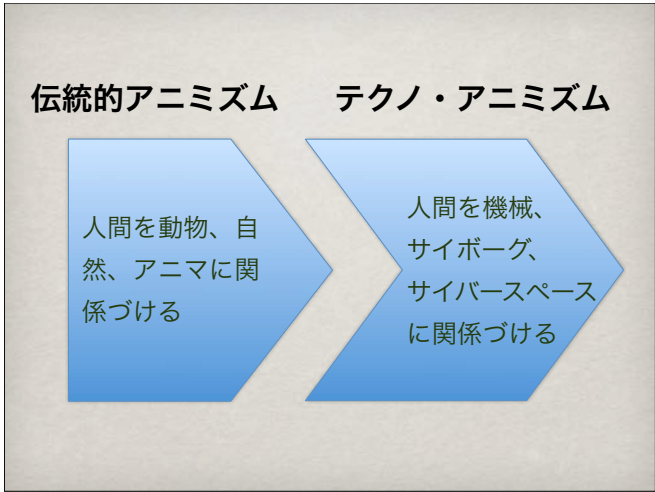 伝統的アニミズム
テクノ・アニミズム
人間を動物、自
然、アニマに関
係づける
人間を機械、
サイボーグ、
サイバースペース
に関係づける